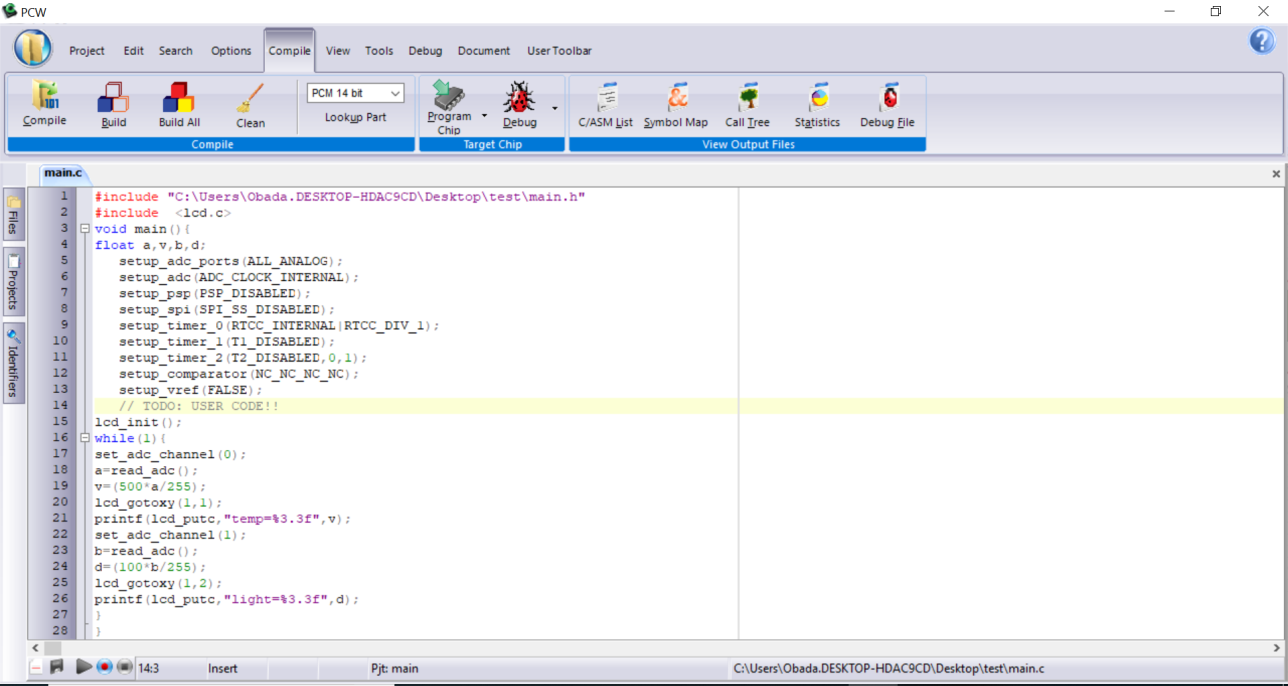 PCW
Project Edit Search Options Compile View Tools Debug Document User Toolbar
?
101
PCM 14 bit
Compile Build Build All Clean Lookup Part Program Chip Debug C/ASM List Symbol Map Call Tree Statistics Debug File
Compile Target Chip View Output Files
main.c
Files
Projects
Identifiers
1 #include "C:\Users\Obada.DESKTOP-HDAC9CD\Desktop\test\main.h"
2 #include <lcd.c>
3 void main(){
4 float a,v,b,d;
5 setup_adc_ports(ALL_ANALOG);
6 setup_adc(ADC_CLOCK_INTERNAL);
7 setup_psp(PSP_DISABLED);
8 setup_spi(SPI_SS_DISABLED);
9 setup_timer_0(RTCC_INTERNAL|RTCC_DIV_1);
10 setup_timer_1(T1_DISABLED);
11 setup_timer_2(T2_DISABLED,0,1);
12 setup_comparator(NC_NC_NC_NC);
13 setup_vref(FALSE);
14 // TODO: USER CODE!!
15 lcd_init();
16 while(1){
17 set_adc_channel(0);
18 a=read_adc();
19 v=(500*a/255);
20 lcd_gotoxy(1,1);
21 printf(lcd_putc,"temp=%3.3f",v);
22 set_adc_channel(1);
23 b=read_adc();
24 d=(100*b/255);
25 lcd_gotoxy(1,2);
26 printf(lcd_putc,"light=%3.3f",d);
27 }
28 }
14:3 Insert Pjt: main C:\Users\Obada.DESKTOP-HDAC9CD\Desktop\test\main.c